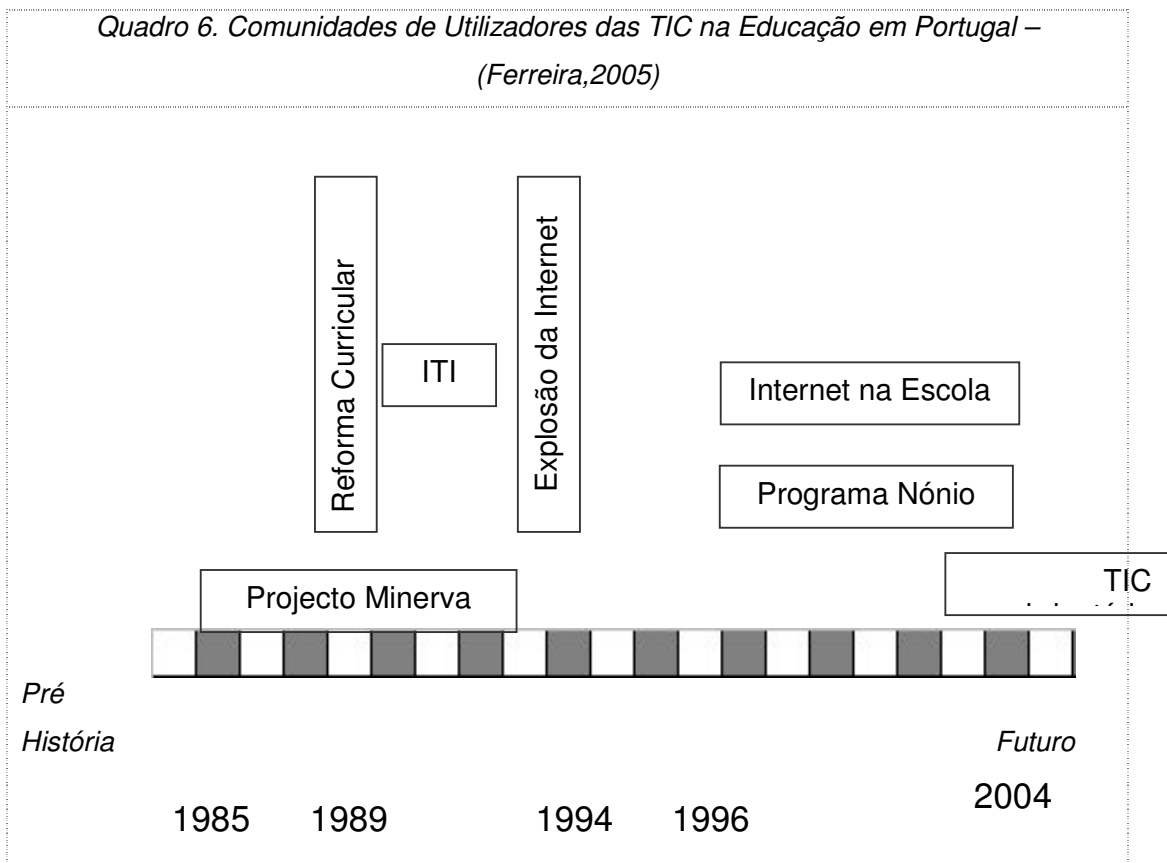 Quadro 6. Comunidades de Utilizadores das TIC na Educação em Portugal –
(Ferreira,2005)
Reforma Curricular
ITI
Explosão da Internet
Internet na Escola
Programa Nónio
Projecto Minerva
TIC
Pré
História
Futuro
1985
1989
1994
1996
2004